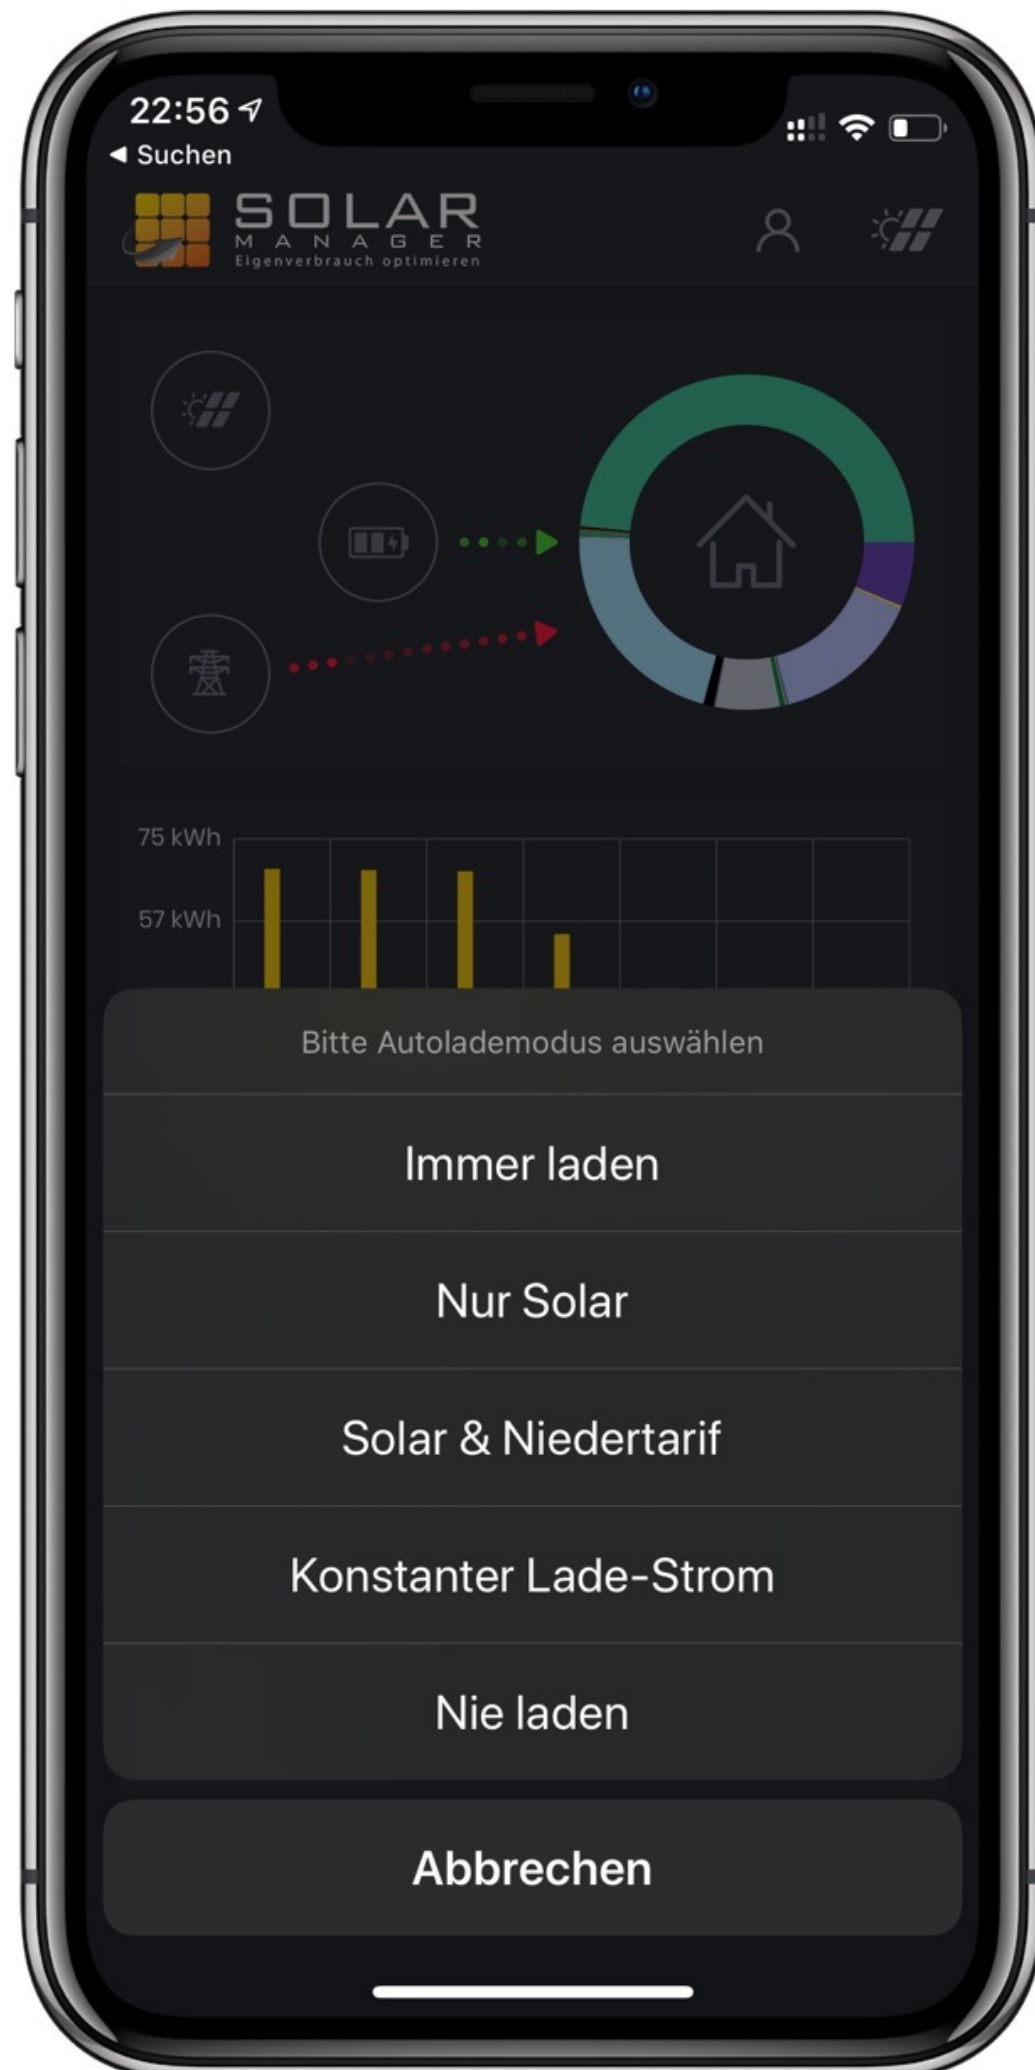 22:56
Suchen
SOLAR
MANAGER
Eigenverbrauch optimieren
75 kWh
57 kWh
Bitte Autolademodus auswählen
Immer laden
Nur Solar
Solar & Niedertarif
Konstanter Lade-Strom
Nie laden
Abbrechen